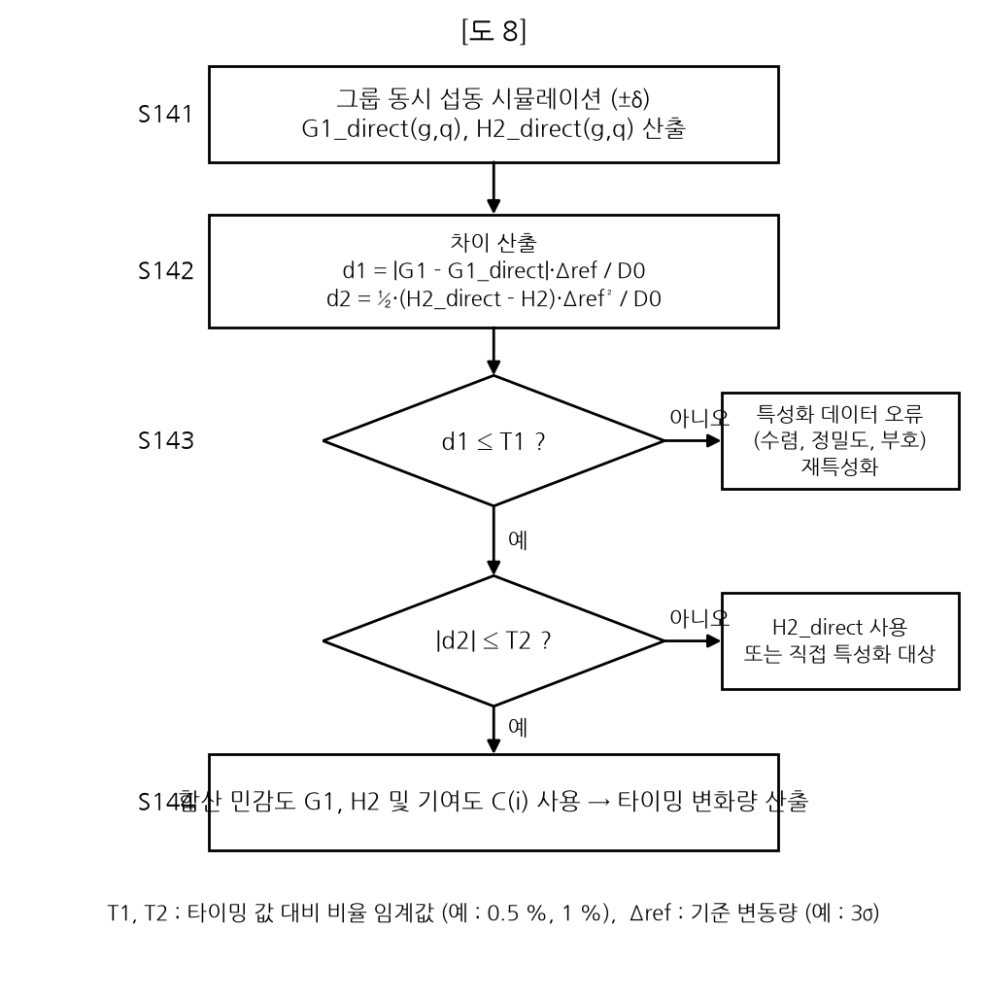 [도 8]
S141
그룹 동시 섭동 시뮬레이션 (±δ)
G1_direct(g,q), H2_direct(g,q) 산출
S142
차이 산출
d1 = |G1 - G1_direct|·Δref / D0
d2 = ½·(H2_direct - H2)·Δref² / D0
S143
d1 ≤ T1 ?
아니오
특성화 데이터 오류
(수렴, 정밀도, 부호)
재특성화
예
|d2| ≤ T2 ?
아니오
H2_direct 사용
또는 직접 특성화 대상
예
S144
합산 민감도 G1, H2 및 기여도 C(i) 사용 → 타이밍 변화량 산출
T1, T2 : 타이밍 값 대비 비율 임계값 (예 : 0.5 %, 1 %), Δref : 기준 변동량 (예 : 3σ)